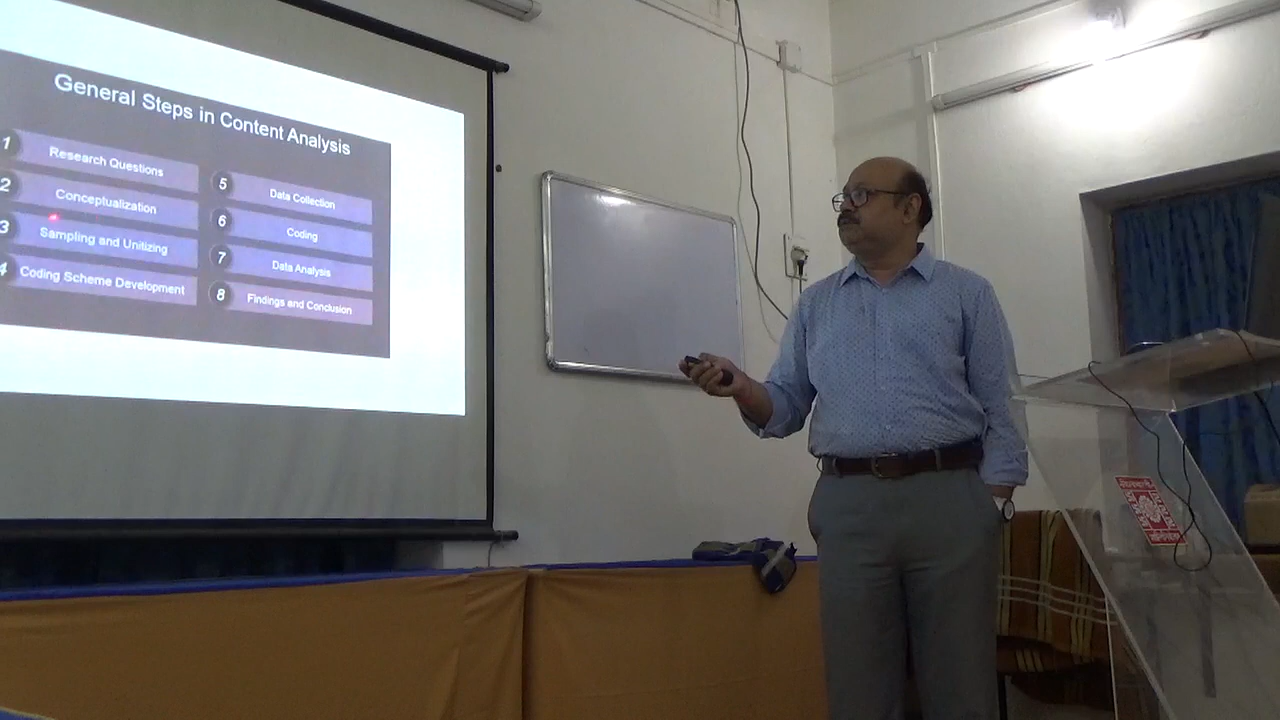 General Steps in Content Analysis
1 Research Questions
2 Conceptualization
3 Sampling and Unitizing
4 Coding Scheme Development
5 Data Collection
6 Coding
7 Data Analysis
8 Findings and Conclusion